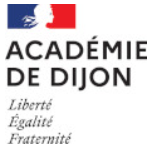 ACADÉMIE
DE DIJON
Liberté
Égalité
Fraternité